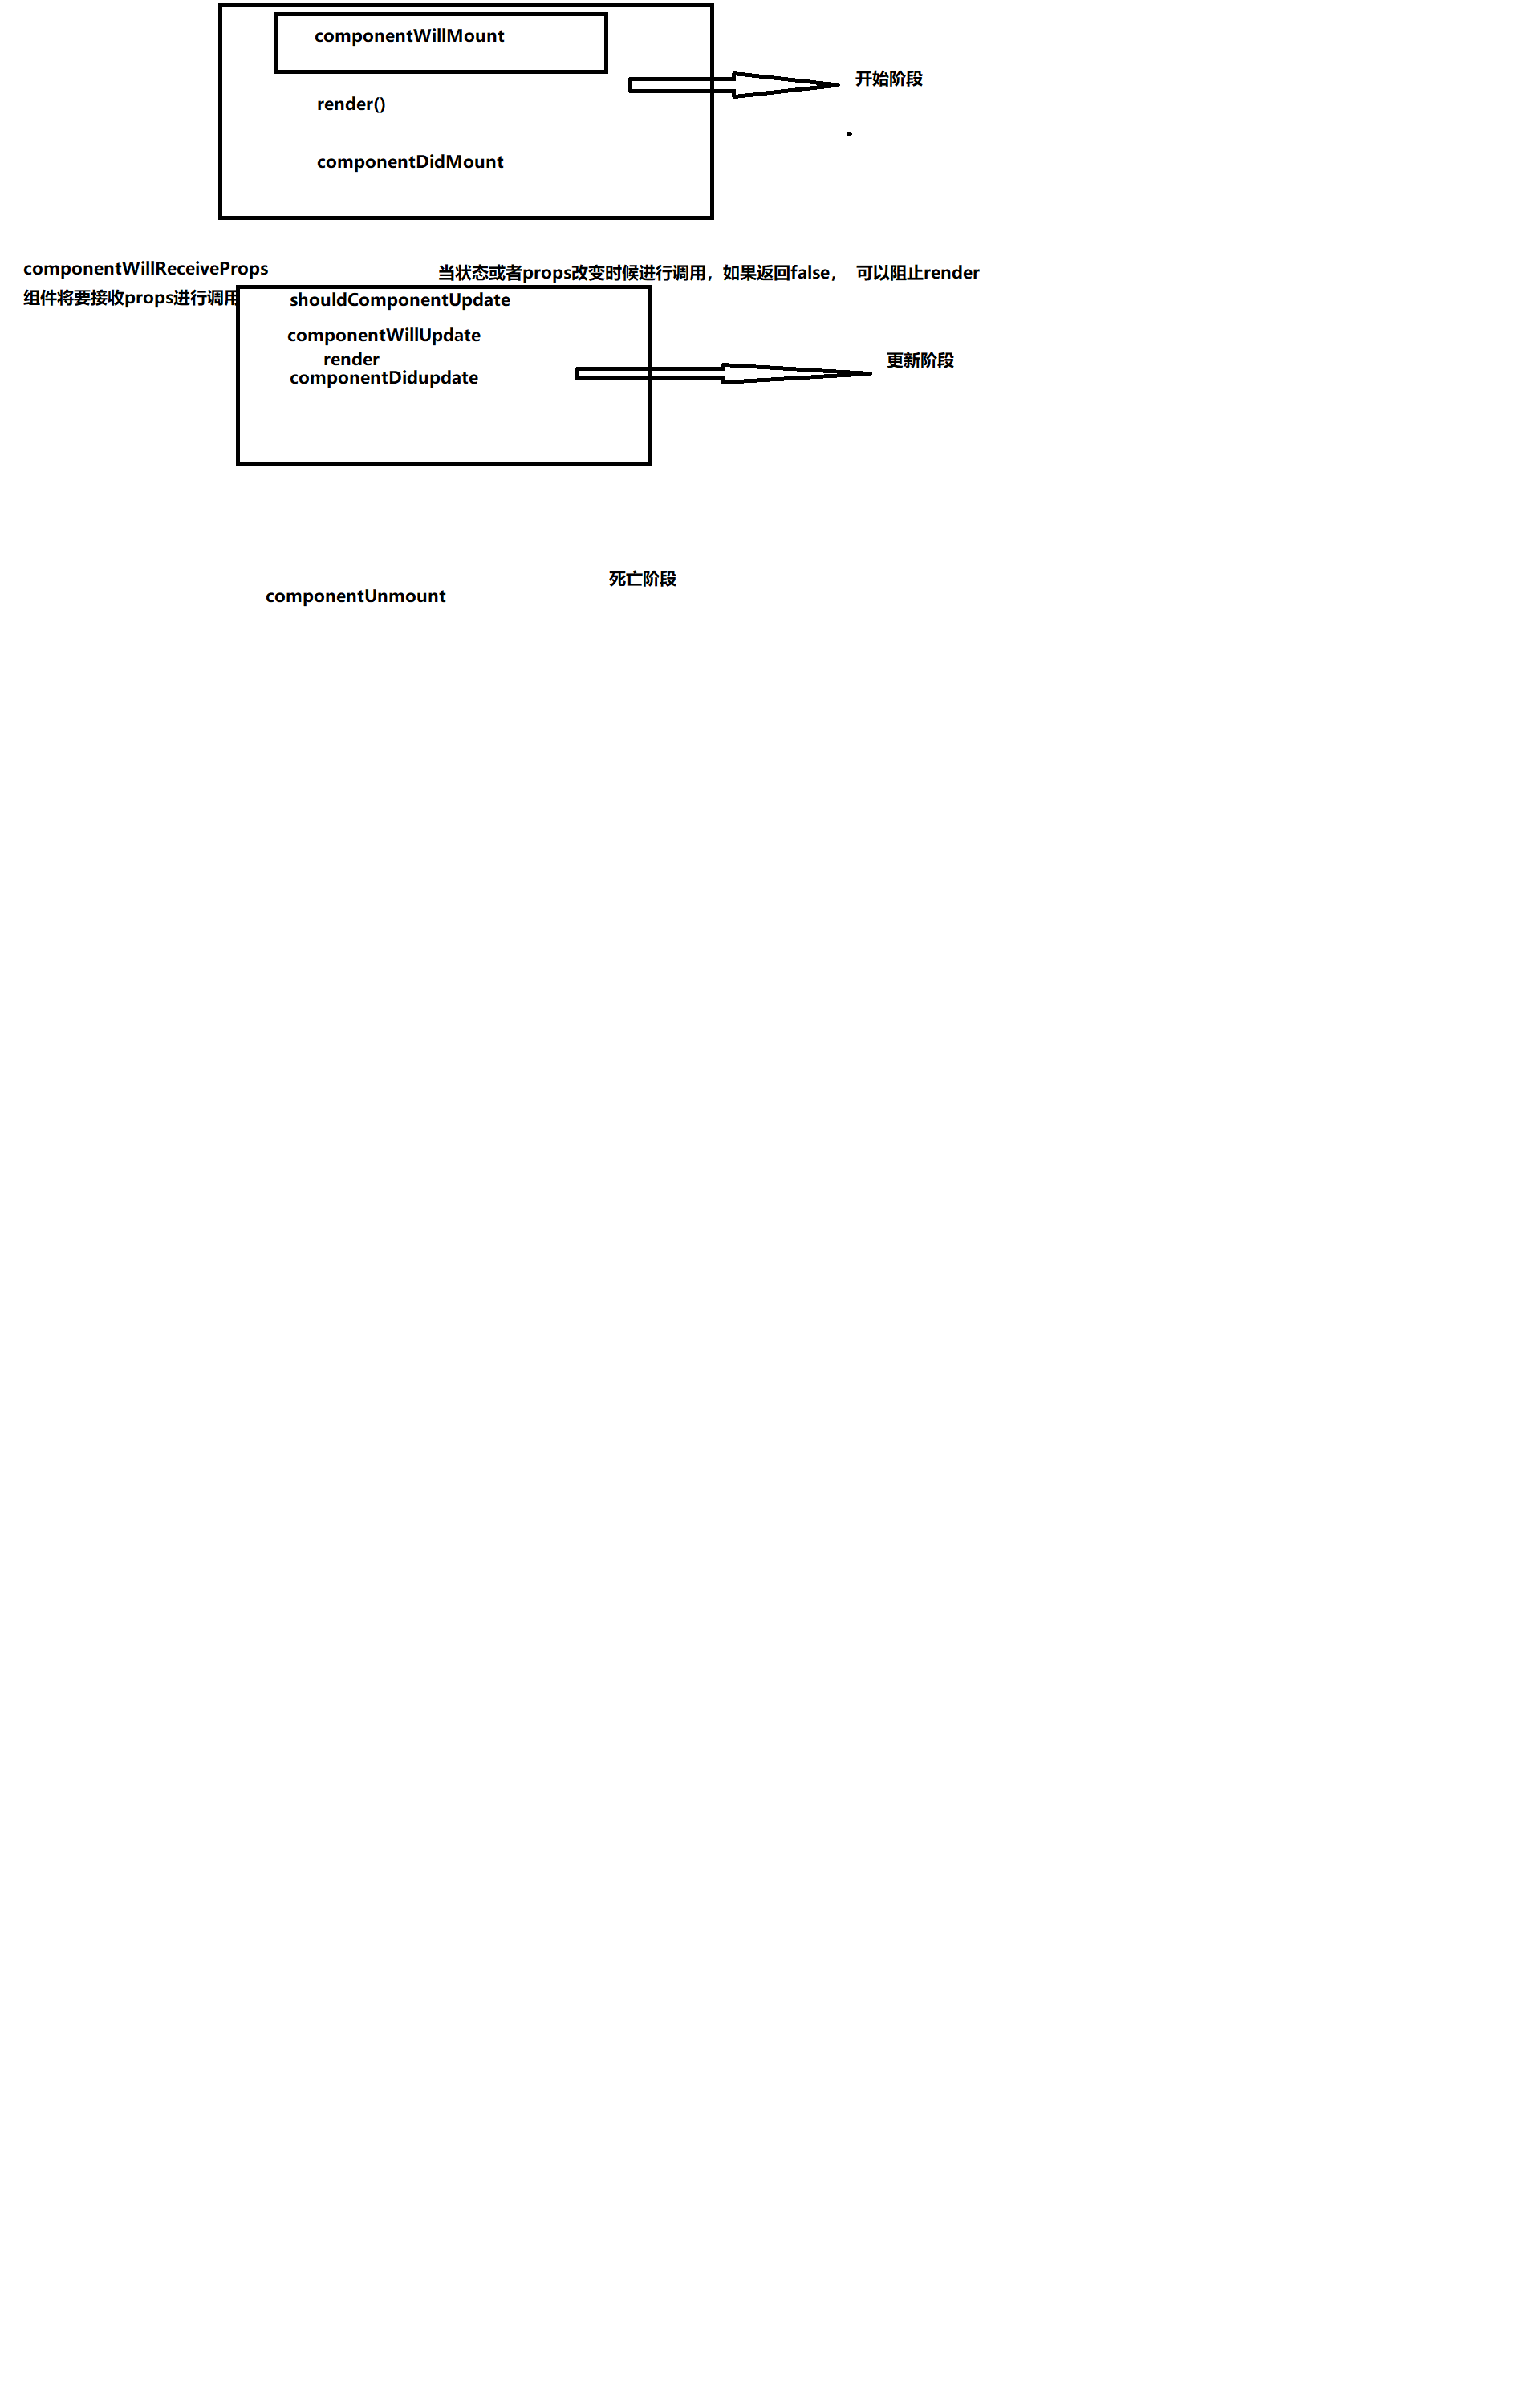 componentWillMount
开始阶段
render()
componentDidMount
componentWillReceiveProps
当状态或者props改变时候进行调用，如果返回false， 可以阻止render
组件将要接收props进行调用
shouldComponentUpdate
componentWillUpdate
render
更新阶段
componentDidupdate
死亡阶段
componentUnmount